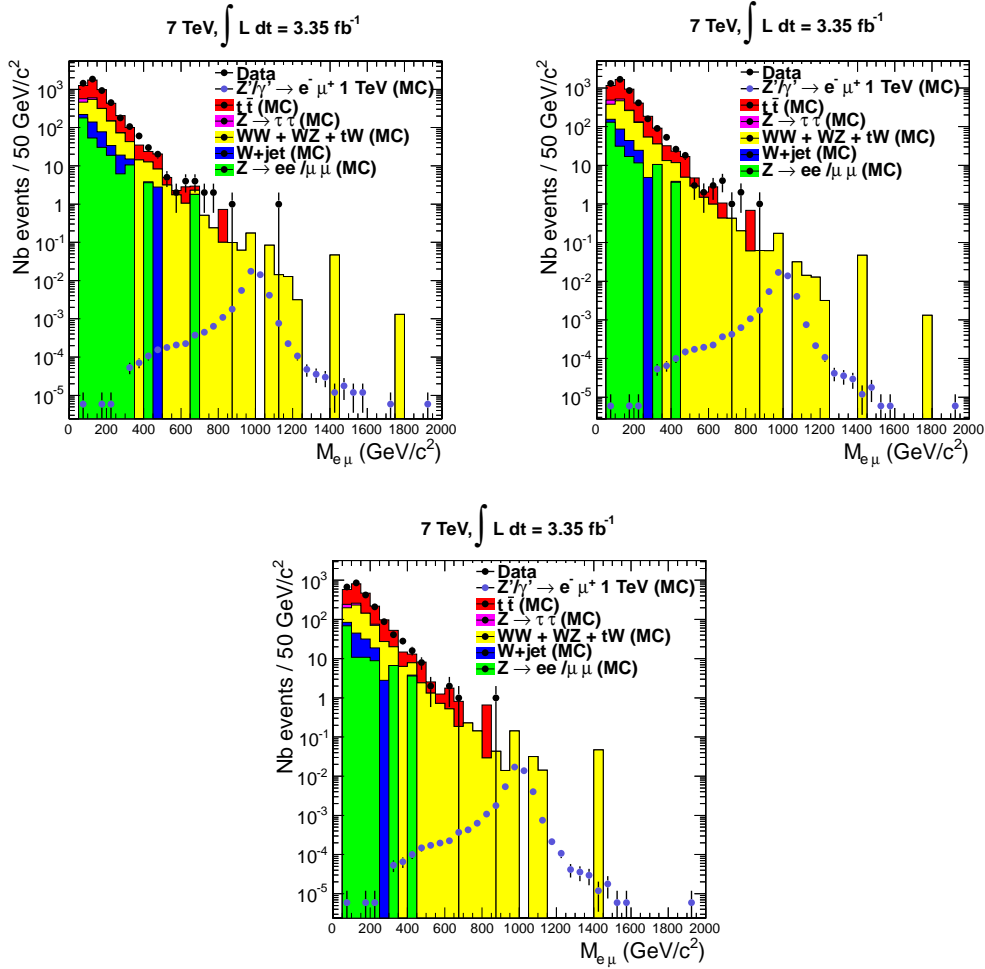 7 TeV, ∫ L dt = 3.35 fb⁻¹
Nb events / 50 GeV/c²
10³
10²
10
1
10⁻¹
10⁻²
10⁻³
10⁻⁴
10⁻⁵
Data
Z'/γ' → e⁻ μ⁺ 1 TeV (MC)
t t̄ (MC)
Z → τ τ̄ (MC)
WW + WZ + tW (MC)
W+jet (MC)
Z → ee /μ μ (MC)
0 200 400 600 800 1000 1200 1400 1600 1800 2000
M e μ (GeV/c²)
7 TeV, ∫ L dt = 3.35 fb⁻¹
Nb events / 50 GeV/c²
10³
10²
10
1
10⁻¹
10⁻²
10⁻³
10⁻⁴
10⁻⁵
Data
Z'/γ' → e⁻ μ⁺ 1 TeV (MC)
t t̄ (MC)
Z → τ τ̄ (MC)
WW + WZ + tW (MC)
W+jet (MC)
Z → ee /μ μ (MC)
0 200 400 600 800 1000 1200 1400 1600 1800 2000
M e μ (GeV/c²)
7 TeV, ∫ L dt = 3.35 fb⁻¹
Nb events / 50 GeV/c²
10³
10²
10
1
10⁻¹
10⁻²
10⁻³
10⁻⁴
10⁻⁵
Data
Z'/γ' → e⁻ μ⁺ 1 TeV (MC)
t t̄ (MC)
Z → τ τ (MC)
WW + WZ + tW (MC)
W+jet (MC)
Z → ee /μ μ (MC)
0 200 400 600 800 1000 1200 1400 1600 1800 2000
M e μ (GeV/c²)